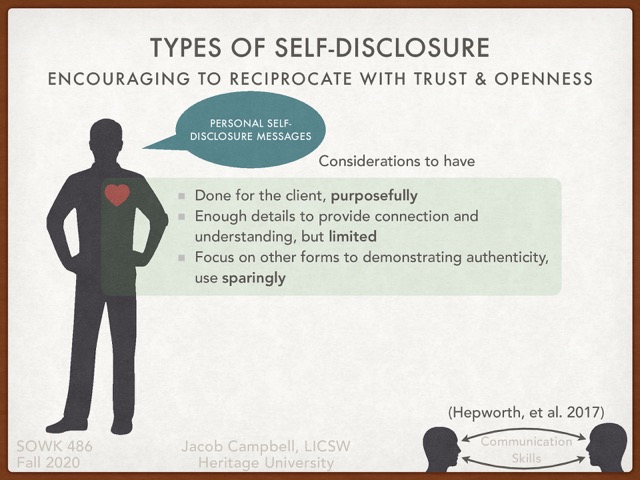 TYPES OF SELF-DISCLOSURE
ENCOURAGING TO RECIPROCATE WITH TRUST & OPENNESS
PERSONAL SELF-
DISCLOSURE MESSAGES
Considerations to have
Done for the client, purposefully
Enough details to provide connection and
understanding, but limited
Focus on other forms to demonstrating authenticity,
use sparingly
(Hepworth, et al. 2017)
SOWK 486
Fall 2020
Jacob Campbell, LICSW
Heritage University
Communication
Skills